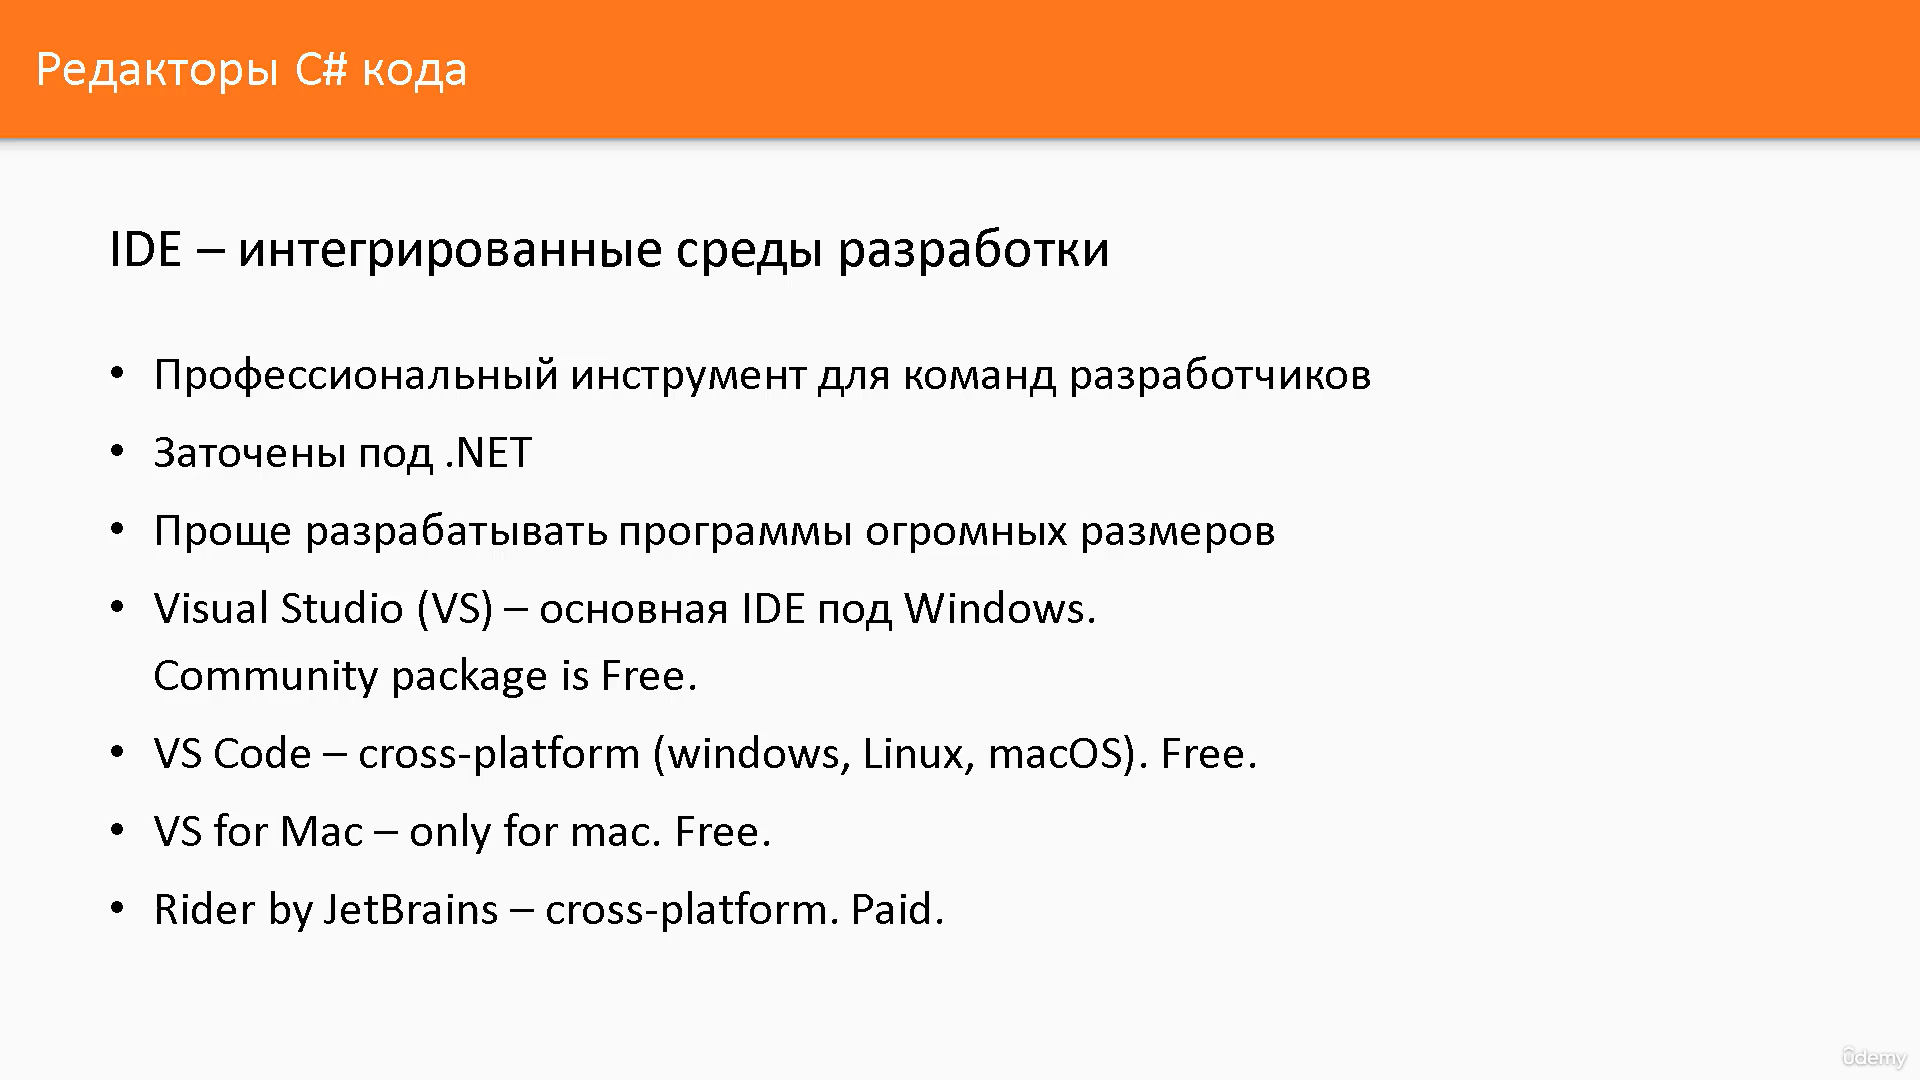 Редакторы C# кода
IDE – интегрированные среды разработки
• Профессиональный инструмент для команд разработчиков
• Заточены под .NET
• Проще разрабатывать программы огромных размеров
• Visual Studio (VS) – основная IDE под Windows.
Community package is Free.
• VS Code – cross-platform (windows, Linux, macOS). Free.
• VS for Mac – only for mac. Free.
• Rider by JetBrains – cross-platform. Paid.
ûdemy